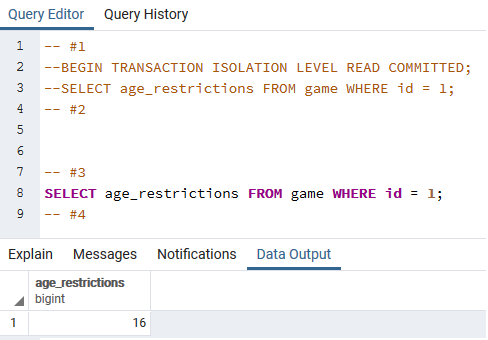 Query Editor Query History
1 -- #1
2 --BEGIN TRANSACTION ISOLATION LEVEL READ COMMITTED;
3 --SELECT age_restrictions FROM game WHERE id = 1;
4 -- #2
5
6
7 -- #3
8 SELECT age_restrictions FROM game WHERE id = 1;
9 -- #4
Explain Messages Notifications Data Output
age_restrictions
bigint
1 16